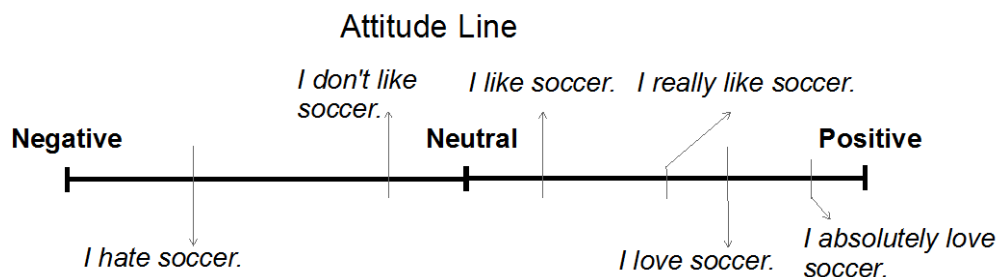 Attitude Line
I don't like
soccer.
I like soccer.
I really like soccer.
Negative
Neutral
Positive
I hate soccer.
I love soccer.
I absolutely love
soccer.